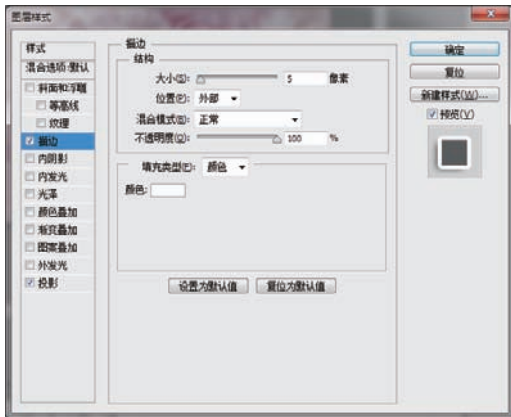 图层样式
样式
混合选项:默认
斜面和浮雕
等高线
纹理
描边
内阴影
内发光
光泽
颜色叠加
渐变叠加
图案叠加
外发光
投影
描边
结构
大小(S): 5 像素
位置(P): 外部
混合模式(B): 正常
不透明度(O): 100 %
填充类型(F): 颜色
颜色:
设置为默认值 复位为默认值
确定
复位
新建样式(W)...
预览(V)